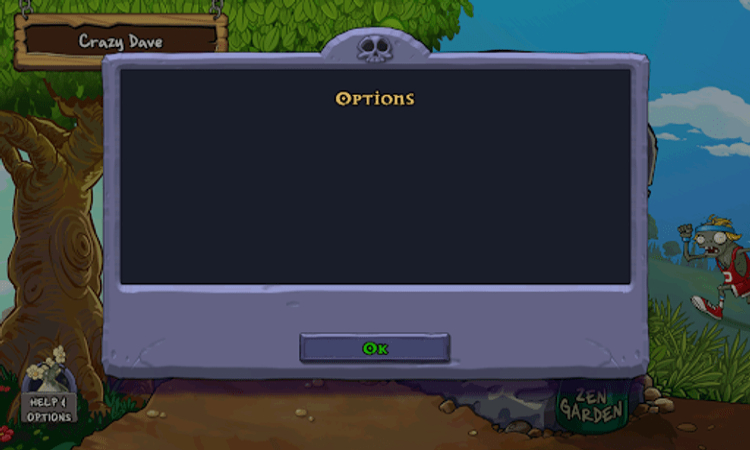 Crazy Dave
Options
Ok
HELP &
OPTIONS
ZEN
GARDEN